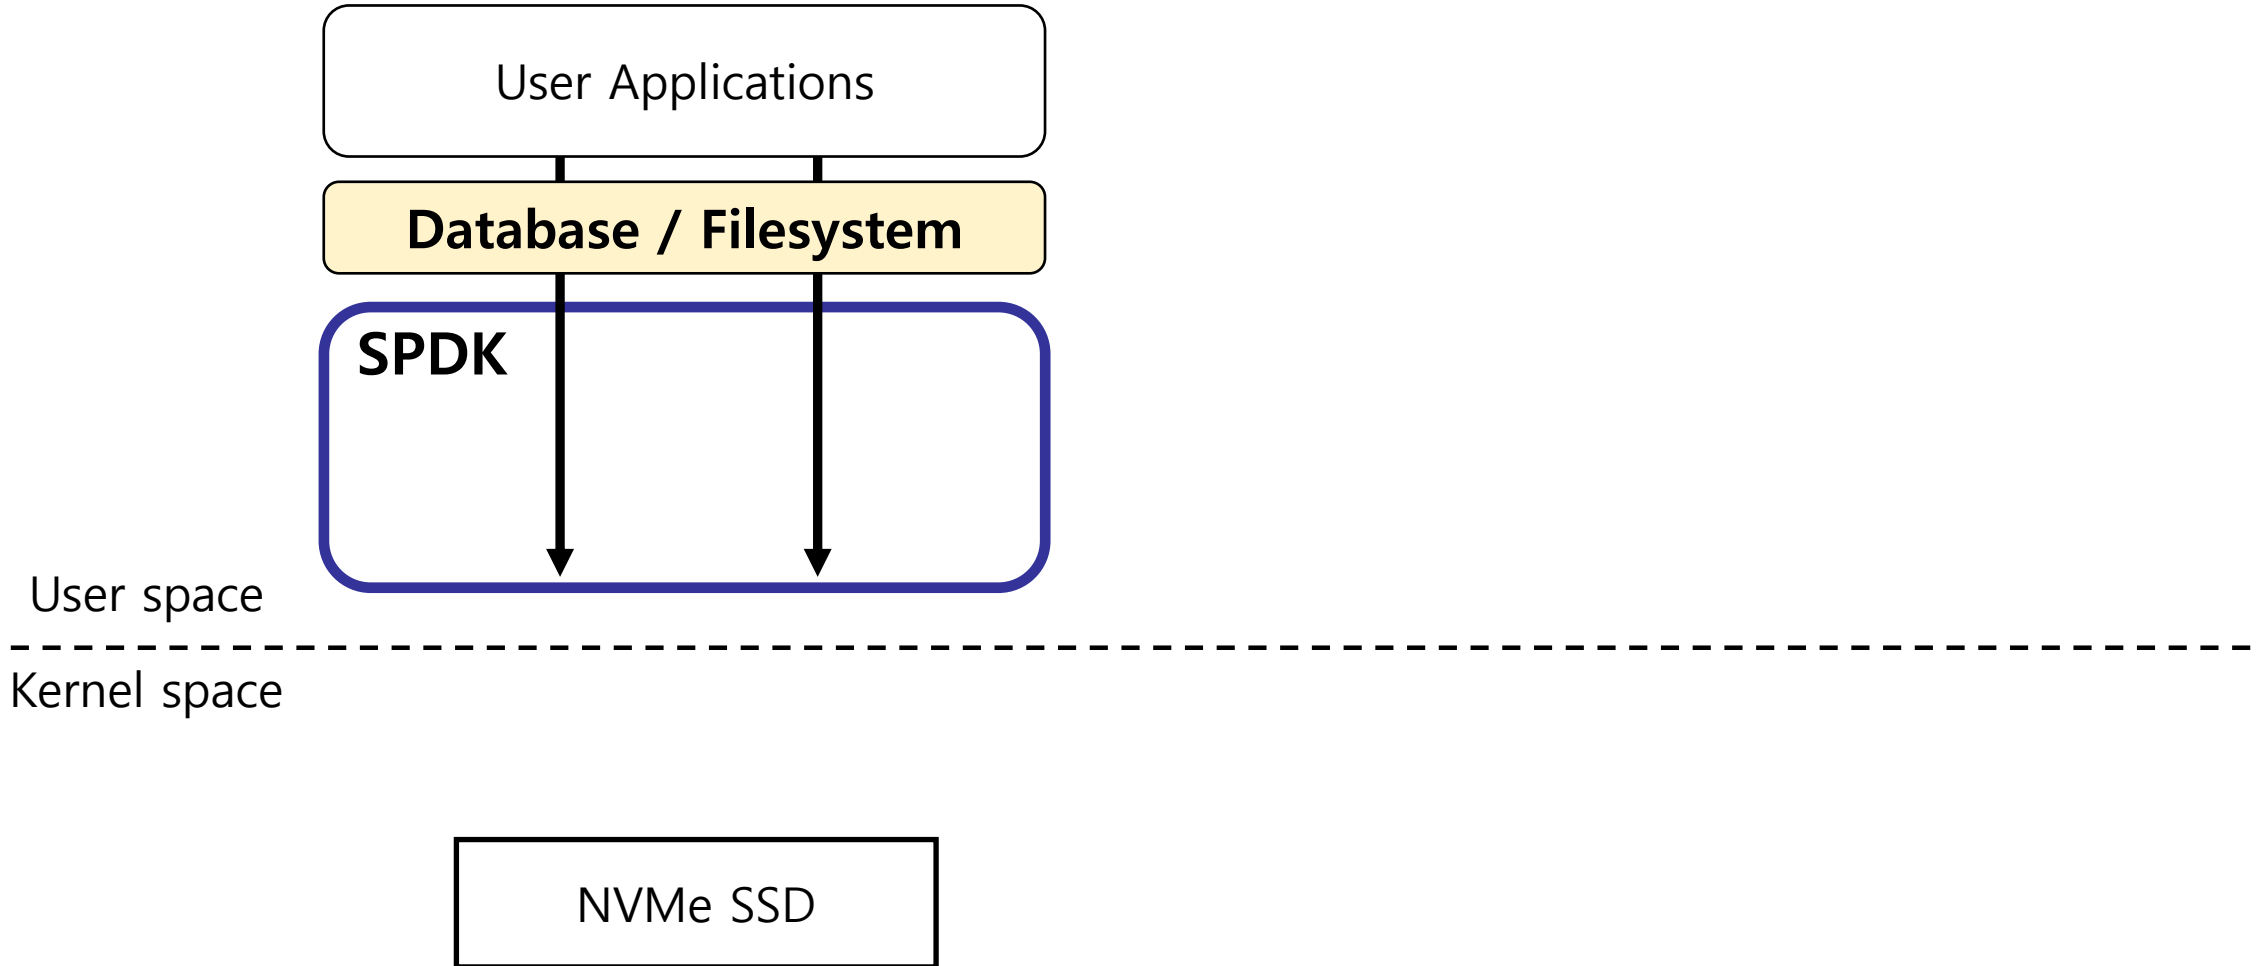 User Applications
Database / Filesystem
SPDK
User space
Kernel space
NVMe SSD